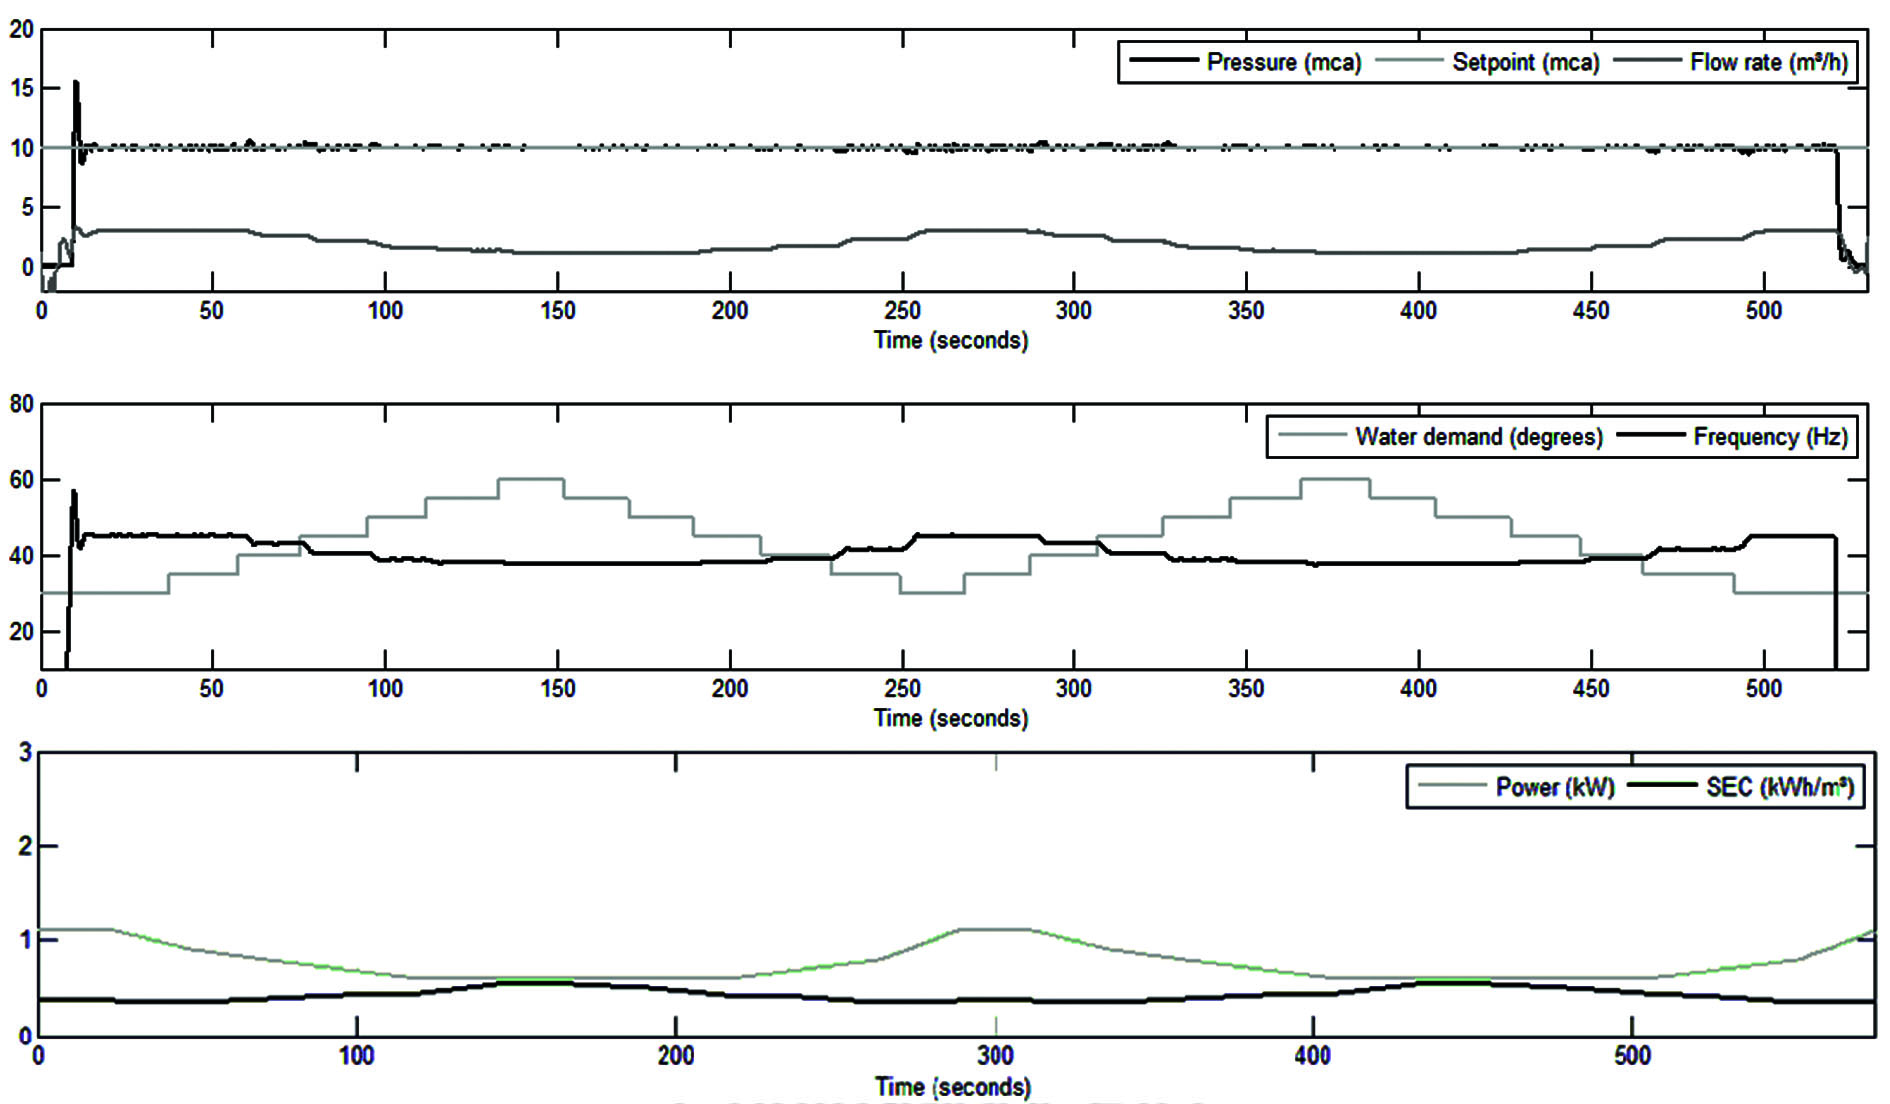 20
Pressure (mca) Setpoint (mca) Flow rate (m³/h)
15
10
5
0
0 50 100 150 200 250 300 350 400 450 500
Time (seconds)
80
Water demand (degrees) Frequency (Hz)
60
40
20
0 50 100 150 200 250 300 350 400 450 500
Time (seconds)
3
Power (kW) SEC (kWh/m³)
2
1
0
0 100 200 300 400 500
Time (seconds)